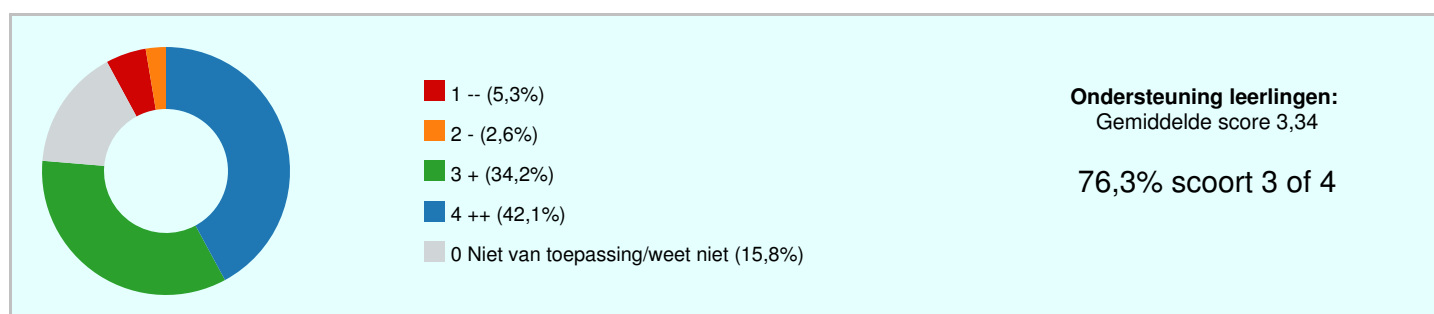 1 -- (5,3%)
2 - (2,6%)
3 + (34,2%)
4 ++ (42,1%)
0 Niet van toepassing/weet niet (15,8%)
Ondersteuning leerlingen:
Gemiddelde score 3,34
76,3% scoort 3 of 4